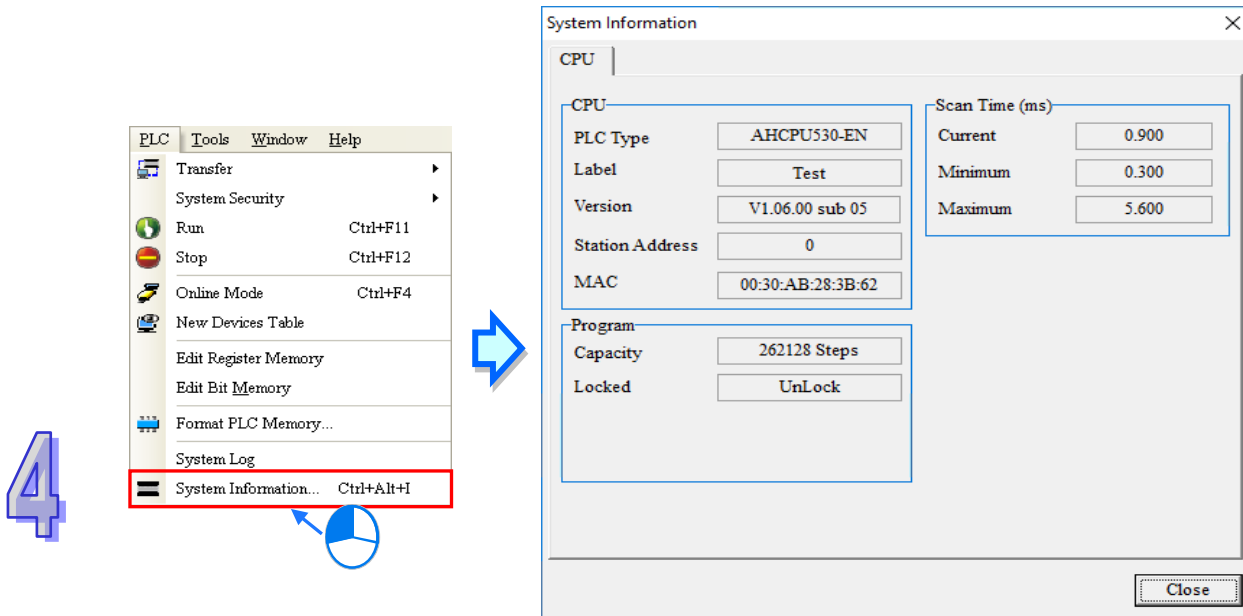 PLC Tools Window Help
Transfer
System Security
Run Ctrl+F11
Stop Ctrl+F12
Online Mode Ctrl+F4
New Devices Table
Edit Register Memory
Edit Bit Memory
Format PLC Memory...
System Log
System Information... Ctrl+Alt+I
4
System Information
CPU
CPU
PLC Type AHCPU530-EN
Label Test
Version V1.06.00 sub 05
Station Address 0
MAC 00:30:AB:28:3B:62
Program
Capacity 262128 Steps
Locked UnLock
Scan Time (ms)
Current 0.900
Minimum 0.300
Maximum 5.600
Close